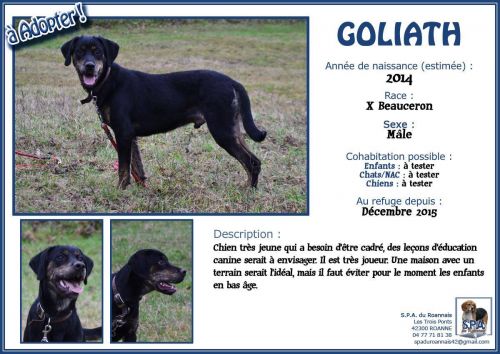 à Adopter !
GOLIATH
Année de naissance (estimée) :
2014
Race :
X Beauceron
Sexe :
Mâle
Cohabitation possible :
Enfants : à tester
Chats/NAC : à tester
Chiens : à tester
Au refuge depuis :
Décembre 2015
Description :
Chien très jeune qui a besoin d'être cadré, des leçons d'éducation
canine serait à envisager. Il est très joueur. Une maison avec un
terrain serait l'idéal, mais il faut éviter pour le moment les enfants
en bas âge.
S.P.A. du Roannais
Les Trois Ponts
42300 ROANNE
04 77 71 81 38
spaduroannais42@gmail.com
SPA